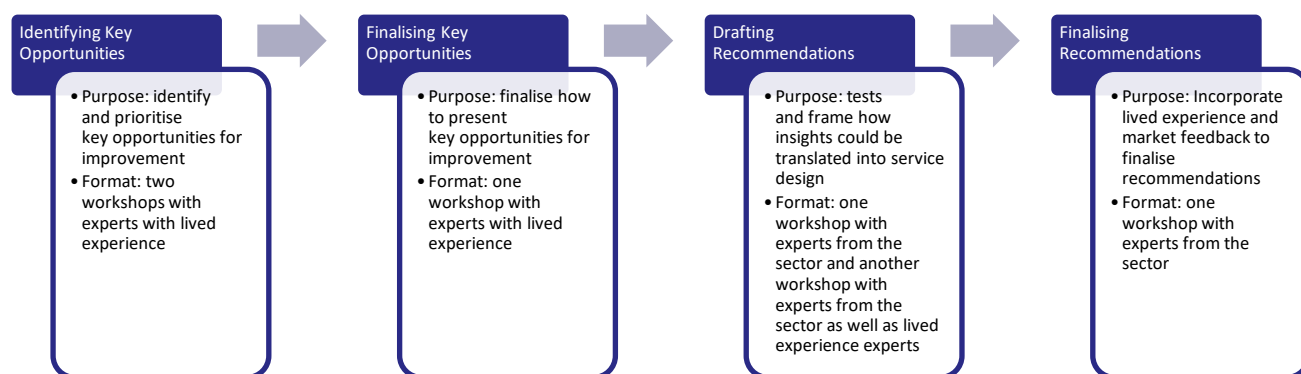 Identifying Key
Opportunities
• Purpose: identify
and prioritise
key opportunities for
improvement
• Format: two
workshops with
experts with lived
experience
Finalising Key
Opportunities
• Purpose: finalise how
to present
key opportunities for
improvement
• Format: one
workshop with
experts with lived
experience
Drafting
Recommendations
• Purpose: tests
and frame how
insights could be
translated into service
design
• Format: one
workshop with
experts from the
sector and another
workshop with
experts from the
sector as well as lived
experience experts
Finalising
Recommendations
• Purpose: Incorporate
lived experience and
market feedback to
finalise
recommendations
• Format: one
workshop with
experts from the
sector